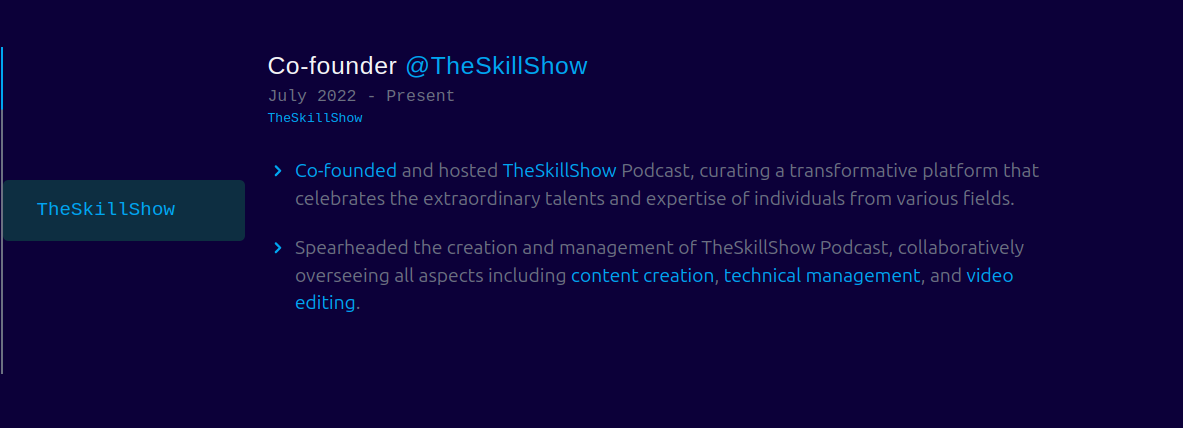 Co-founder @TheSkillShow
July 2022 - Present
TheSkillShow
Co-founded and hosted TheSkillShow Podcast, curating a transformative platform that
celebrates the extraordinary talents and expertise of individuals from various fields.
TheSkillShow
Spearheaded the creation and management of TheSkillShow Podcast, collaboratively
overseeing all aspects including content creation, technical management, and video
editing.